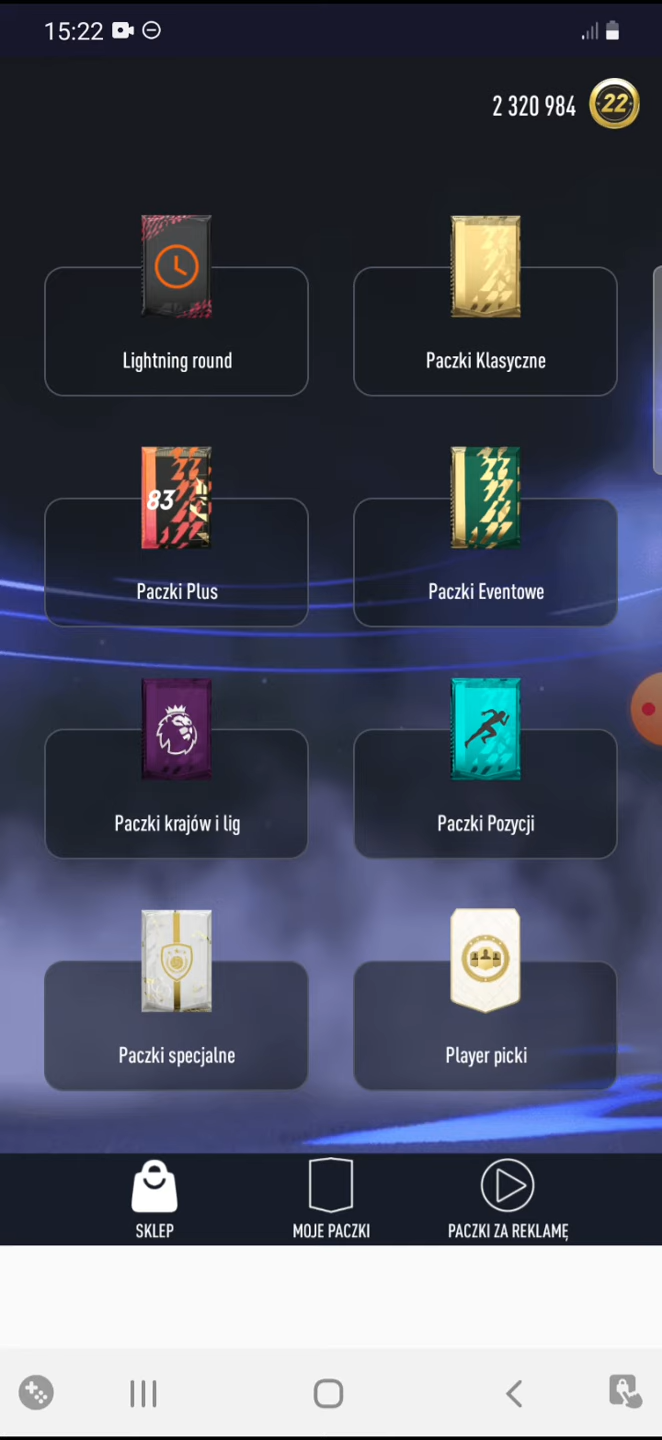 15:22
2 320 984
22
Lightning round
Paczki Klasyczne
83
Paczki Plus
Paczki Eventowe
Paczki krajów i lig
Paczki Pozycji
Paczki specjalne
Player picki
SKLEP
MOJE PACZKI
PACZKI ZA REKLAMĘ